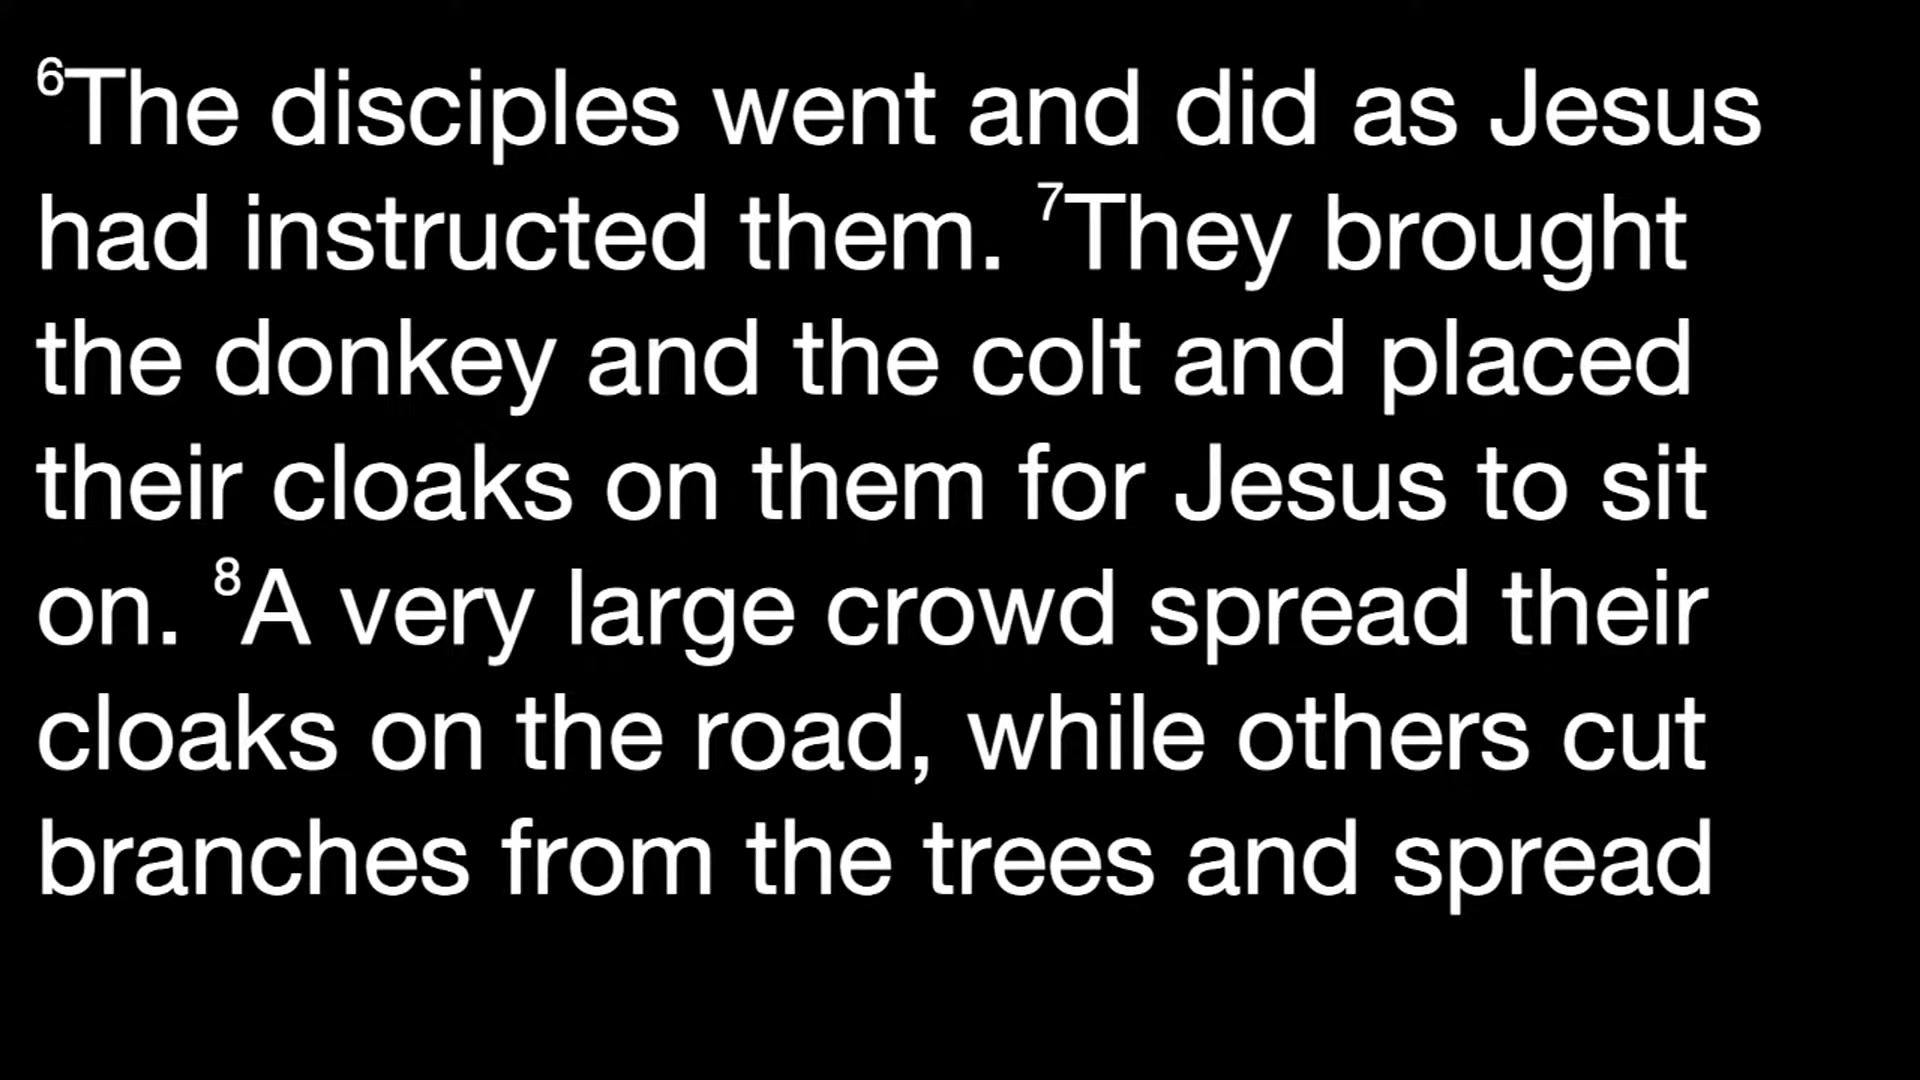 ⁶The disciples went and did as Jesus
had instructed them. ⁷They brought
the donkey and the colt and placed
their cloaks on them for Jesus to sit
on. ⁸A very large crowd spread their
cloaks on the road, while others cut
branches from the trees and spread